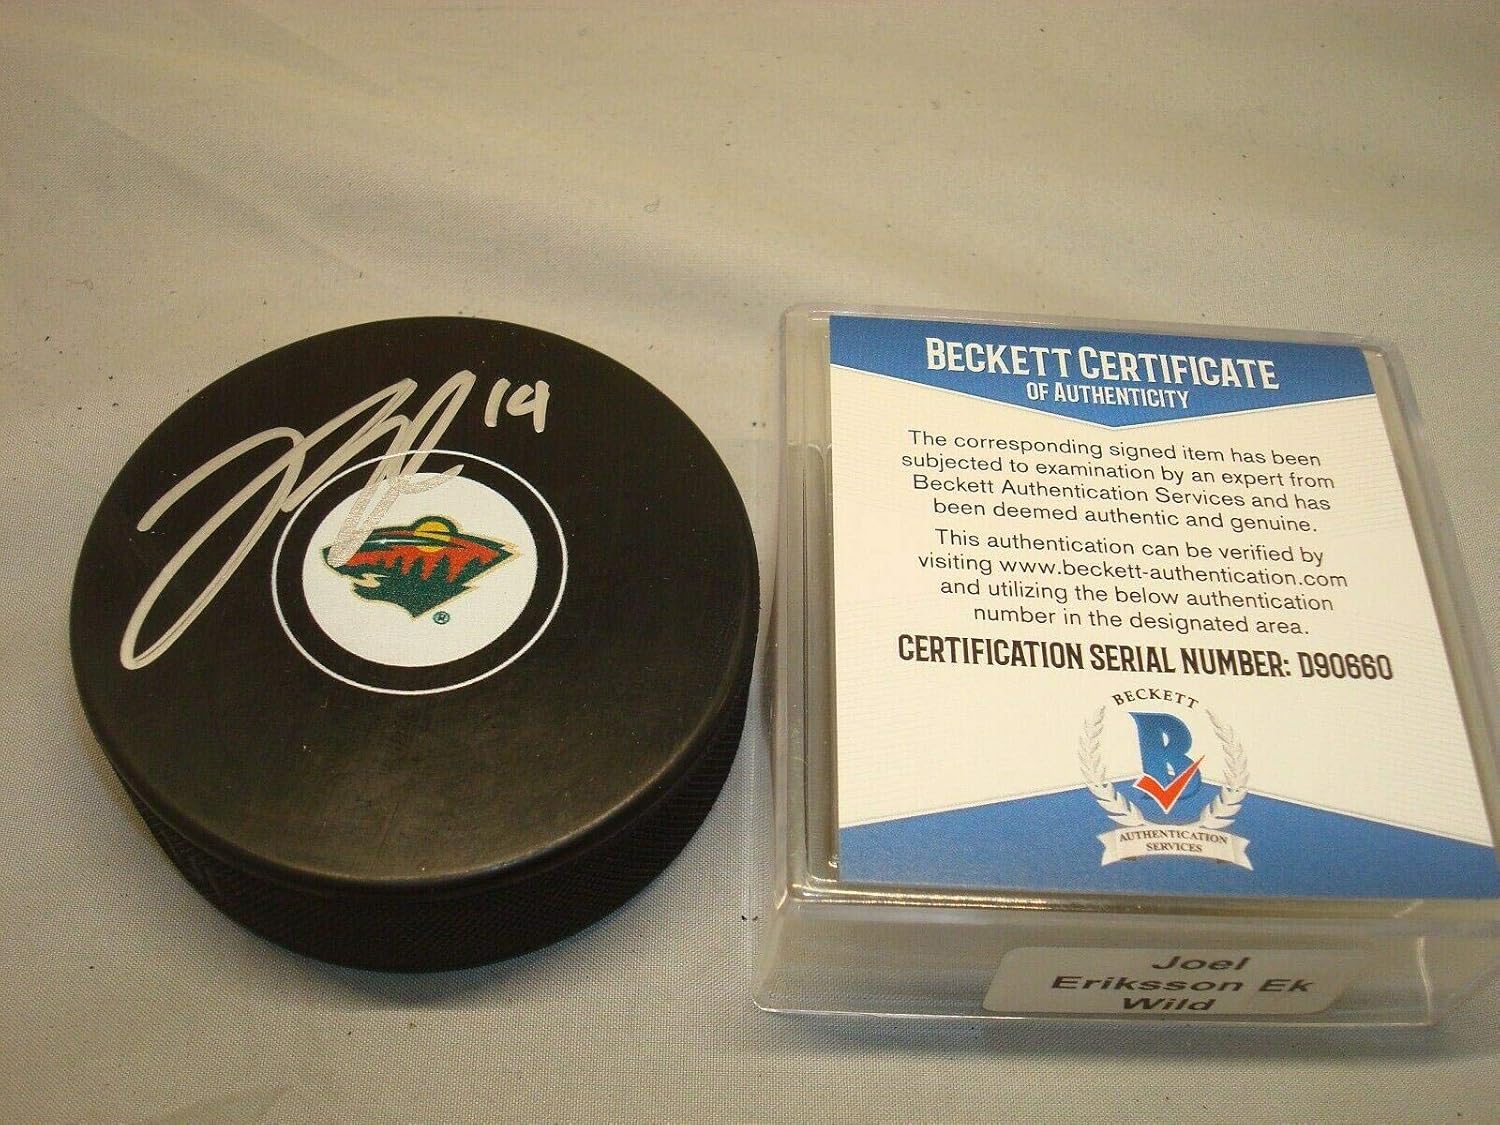 14
®
BECKETT CERTIFICATE
OF AUTHENTICITY
The corresponding signed item has been
subjected to examination by an expert from
Beckett Authentication Services and has
been deemed authentic and genuine.
This authentication can be verified by
visiting www.beckett-authentication.com
and utilizing the below authentication
number in the designated area.
CERTIFICATION SERIAL NUMBER: D90660
BECKETT
B
AUTHENTICATION
SERVICES
Joel
Eriksson Ek
Wild